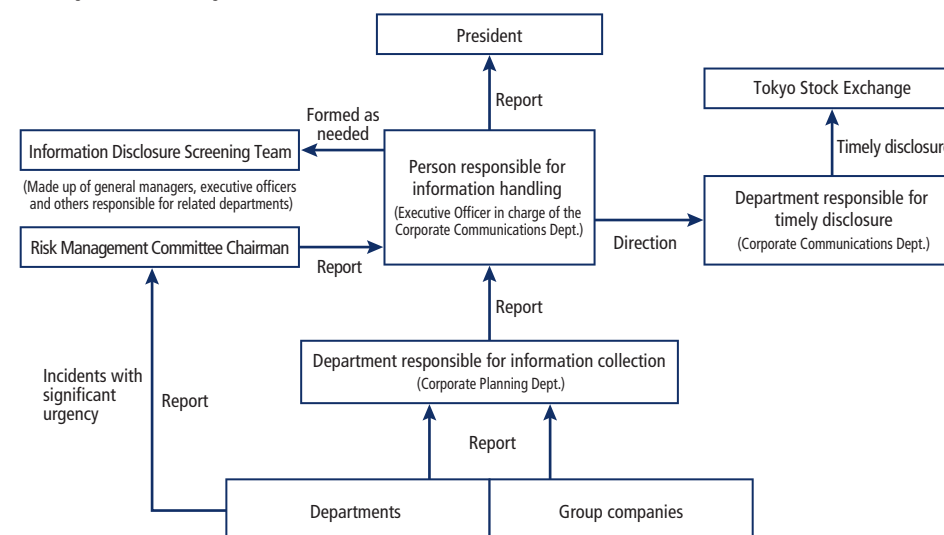 President
Report
Tokyo Stock Exchange
Formed as
needed
Information Disclosure Screening Team
(Made up of general managers, executive officers
and others responsible for related departments)
Person responsible for
information handling
(Executive Officer in charge of the
Corporate Communications Dept.)
Timely disclosure
Department responsible for
timely disclosure
(Corporate Communications Dept.)
Direction
Risk Management Committee Chairman
Report
Report
Department responsible for information collection
(Corporate Planning Dept.)
Incidents with
significant
urgency
Report
Report
Departments
Group companies